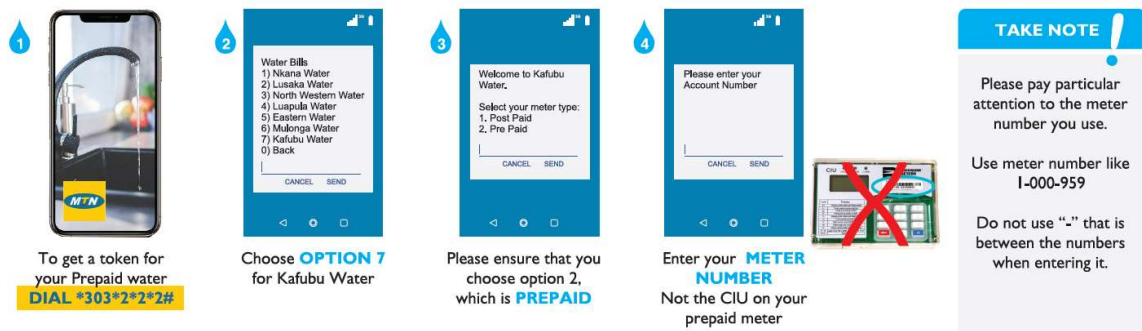 1
MTN
To get a token for
your Prepaid water
DIAL *303*2*2*2#
2
Water Bills
1) Nkana Water
2) Lusaka Water
3) North Western Water
4) Luapula Water
5) Eastern Water
6) Mulonga Water
7) Kafubu Water
0) Back
CANCEL SEND
Choose OPTION 7
for Kafubu Water
3
Welcome to Kafubu
Water.
Select your meter type:
1. Post Paid
2. Pre Paid
CANCEL SEND
Please ensure that you
choose option 2,
which is PREPAID
4
Please enter your
Account Number
CANCEL SEND
Enter your METER
NUMBER
Not the CIU on your
prepaid meter
CIU
TAKE NOTE !
Please pay particular
attention to the meter
number you use.
Use meter number like
1-000-959
Do not use “-” that is
between the numbers
when entering it.